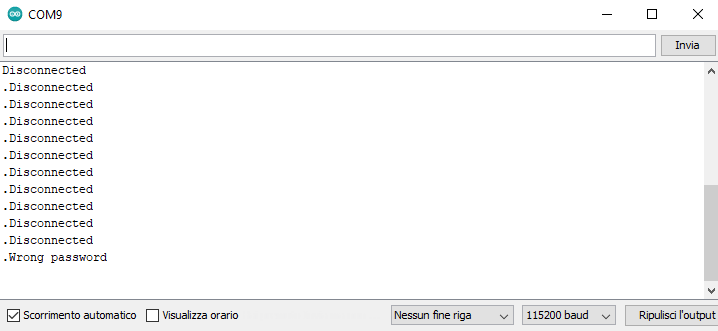 COM9
Invia
Disconnected
.Disconnected
.Disconnected
.Disconnected
.Disconnected
.Disconnected
.Disconnected
.Disconnected
.Disconnected
.Disconnected
.Disconnected
.Wrong password
Scorrimento automatico Visualizza orario Nessun fine riga 115200 baud Ripulisci l'output